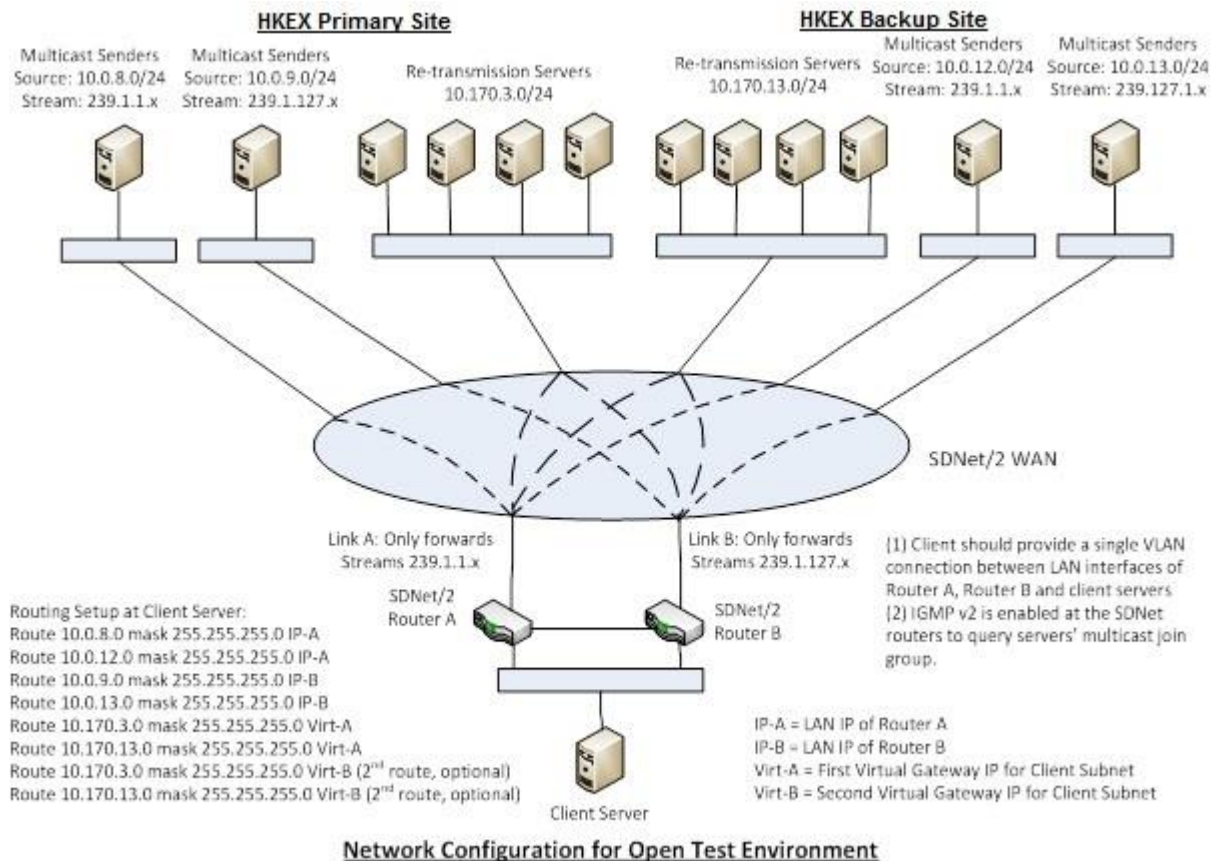 HKEX Primary Site
HKEX Backup Site
Multicast Senders
Source: 10.0.8.0/24
Stream: 239.1.1.x
Multicast Senders
Source: 10.0.9.0/24
Stream: 239.1.127.x
Re-transmission Servers
10.170.3.0/24
Re-transmission Servers
10.170.13.0/24
Multicast Senders
Source: 10.0.12.0/24
Stream: 239.1.1.x
Multicast Senders
Source: 10.0.13.0/24
Stream: 239.127.1.x
SDNet/2 WAN
Link A: Only forwards
Streams 239.1.1.x
Link B: Only forwards
Streams 239.1.127.x
SDNet/2
Router A
SDNet/2
Router B
(1) Client should provide a single VLAN
connection between LAN interfaces of
Router A, Router B and client servers
(2) IGMP v2 is enabled at the SDNet
routers to query servers' multicast join
group.
Routing Setup at Client Server:
Route 10.0.8.0 mask 255.255.255.0 IP-A
Route 10.0.12.0 mask 255.255.255.0 IP-A
Route 10.0.9.0 mask 255.255.255.0 IP-B
Route 10.0.13.0 mask 255.255.255.0 IP-B
Route 10.170.3.0 mask 255.255.255.0 Virt-A
Route 10.170.13.0 mask 255.255.255.0 Virt-A
Route 10.170.3.0 mask 255.255.255.0 Virt-B (2nd route, optional)
Route 10.170.13.0 mask 255.255.255.0 Virt-B (2nd route, optional)
IP-A = LAN IP of Router A
IP-B = LAN IP of Router B
Virt-A = First Virtual Gateway IP for Client Subnet
Virt-B = Second Virtual Gateway IP for Client Subnet
Client Server
Network Configuration for Open Test Environment